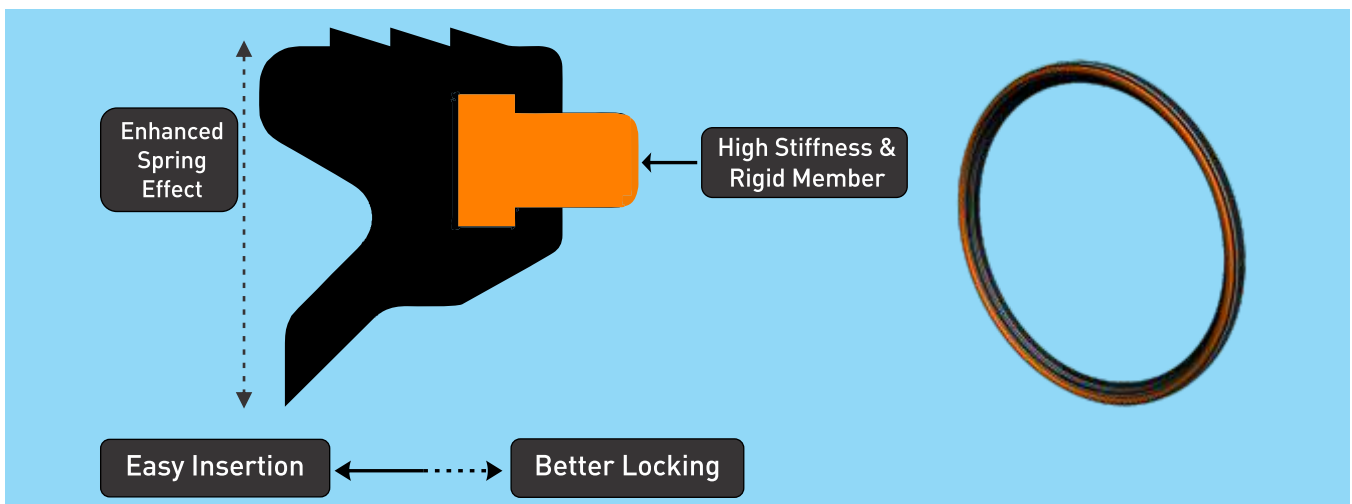 Enhanced
Spring
Effect
High Stiffness &
Rigid Member
Easy Insertion
Better Locking